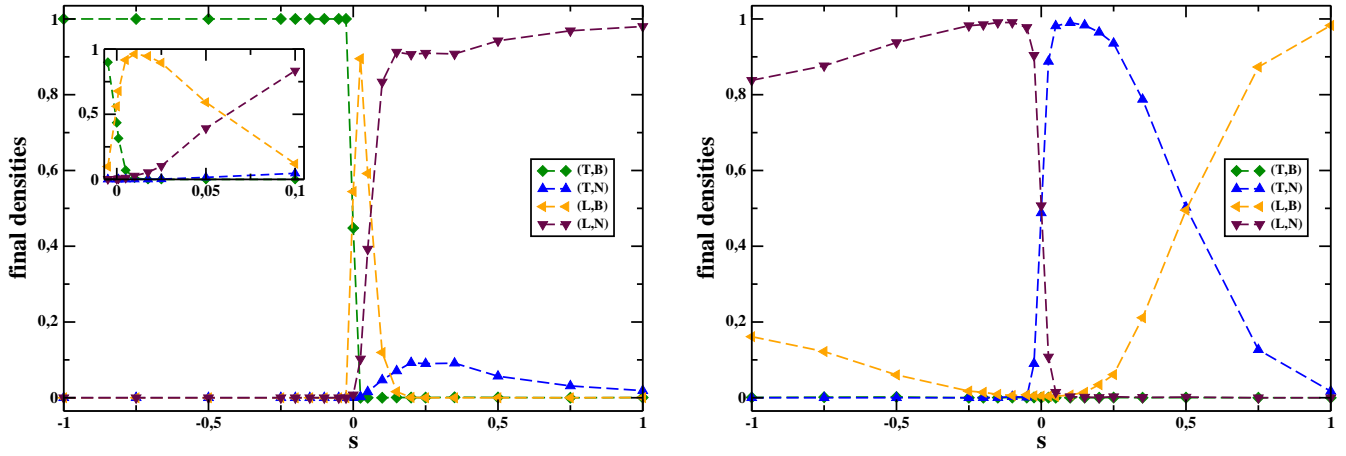 final densities
1
0,8
0,6
0,4
0,2
0
-1
-0,5
0
0,5
1
s
1
0,5
0
0
0,05
0,1
(T,B)
(T,N)
(L,B)
(L,N)
final densities
1
0,8
0,6
0,4
0,2
0
-1
-0,5
0
0,5
1
s
(T,B)
(T,N)
(L,B)
(L,N)